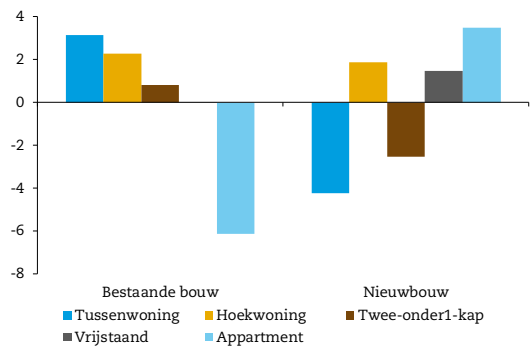 4
2
0
-2
-4
-6
-8
Bestaande bouw Nieuwbouw
Tussenwoning Hoekwoning Twee-onder1-kap
Vrijstaand Appartment